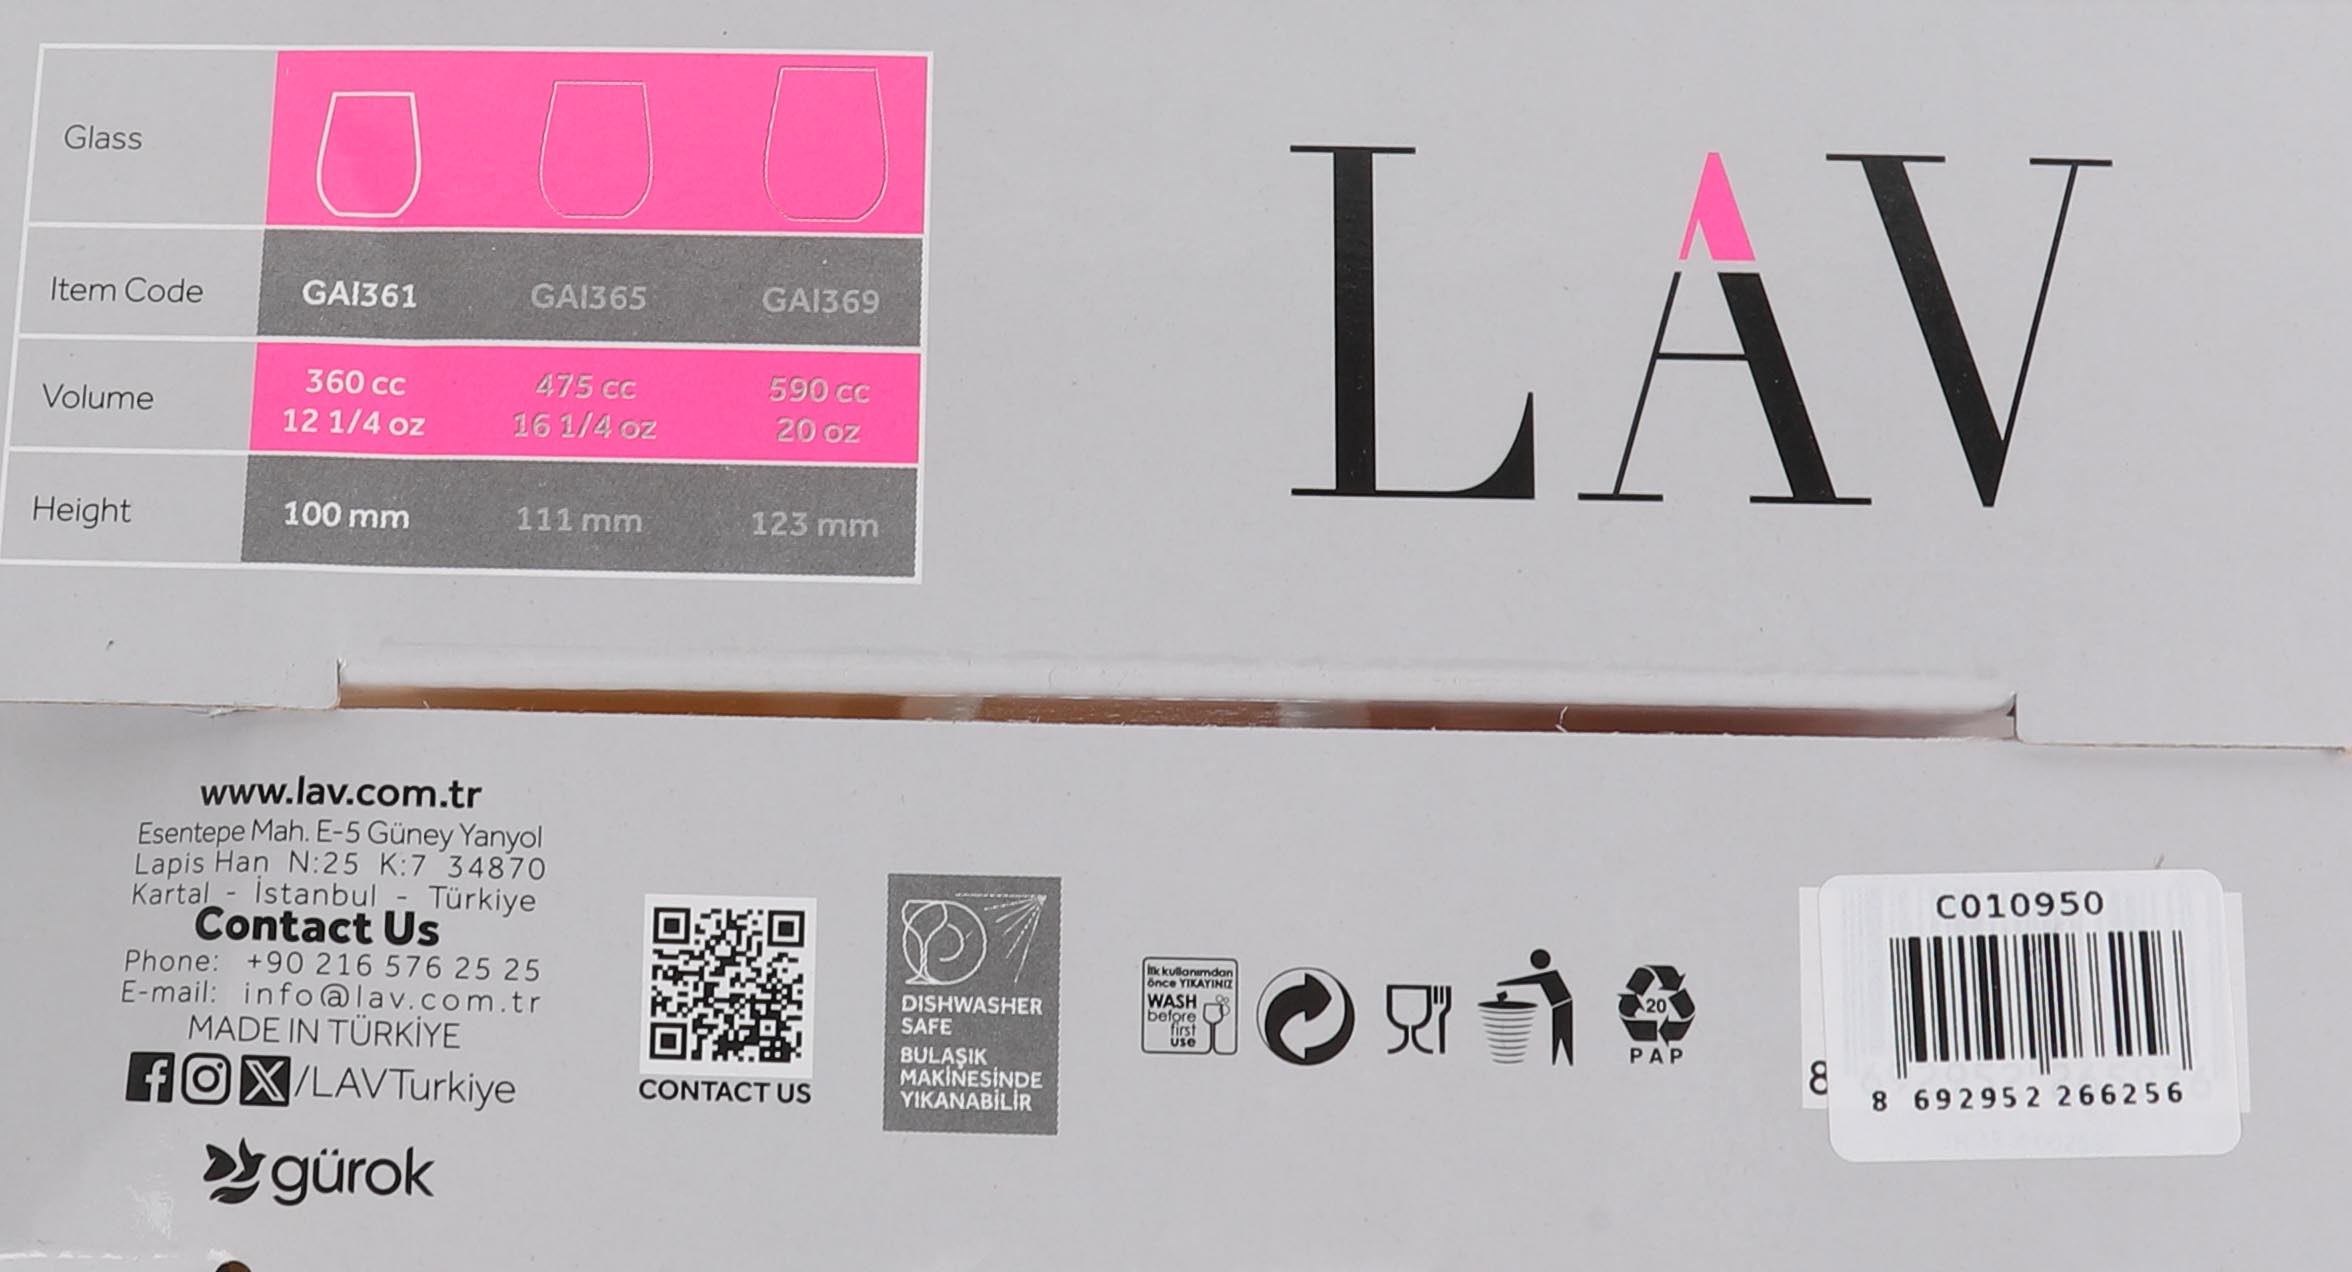 Glass
Item Code GAI361 GAI365 GAI369
Volume 360 cc 475 cc 590 cc
12 1/4 oz 16 1/4 oz 20 oz
Height 100 mm 111 mm 123 mm
LAV
www.lav.com.tr
Esentepe Mah. E-5 Güney Yanyol
Lapis Han N:25 K:7 34870
Kartal - İstanbul - Türkiye
Contact Us
Phone: +90 216 576 25 25
E-mail: info@lav.com.tr
MADE IN TÜRKİYE
/LAVTurkiye
gürok
CONTACT US
DISHWASHER
SAFE
BULAŞIK
MAKİNESİNDE
YIKANABİLİR
İlk kullanımdan
önce YIKAYINIZ
WASH
before
first
use
20
PAP
C010950
8
8 692952 266256